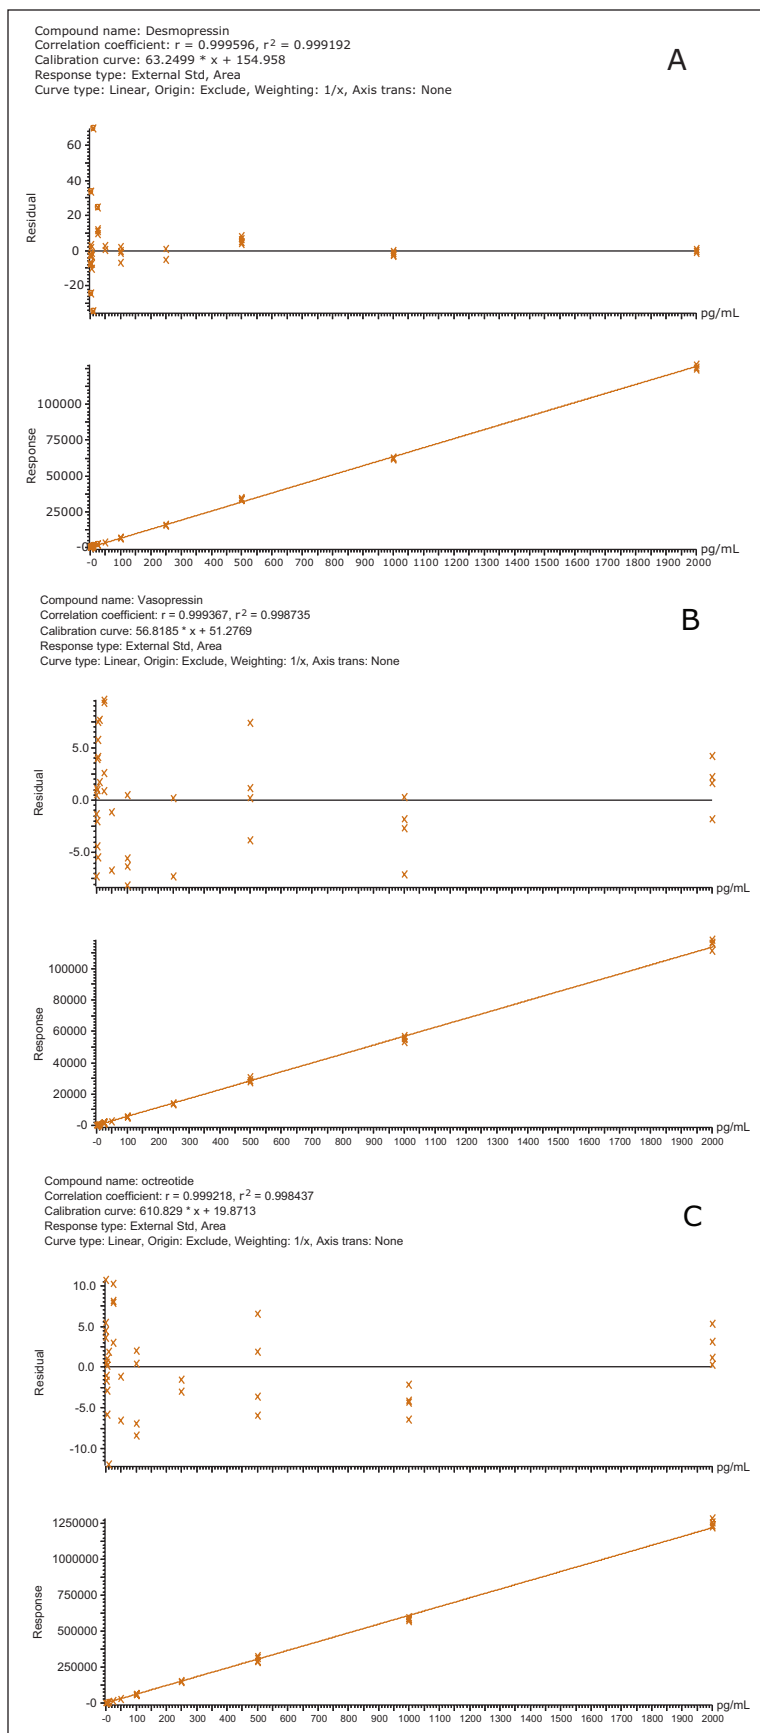 Compound name: Desmopressin
Correlation coefficient: r = 0.999596, r² = 0.999192
Calibration curve: 63.2499 * x + 154.958
Response type: External Std, Area
Curve type: Linear, Origin: Exclude, Weighting: 1/x, Axis trans: None
A
60
40
20
0
-20
Residual
pg/mL
100000
75000
50000
25000
-0
Response
-0 100 200 300 400 500 600 700 800 900 1000 1100 1200 1300 1400 1500 1600 1700 1800 1900 2000
pg/mL
Compound name: Vasopressin
Correlation coefficient: r = 0.999367, r² = 0.998735
Calibration curve: 56.8185 * x + 51.2769
Response type: External Std, Area
Curve type: Linear, Origin: Exclude, Weighting: 1/x, Axis trans: None
B
5.0
0.0
-5.0
Residual
pg/mL
100000
80000
60000
40000
20000
-0
Response
-0 100 200 300 400 500 600 700 800 900 1000 1100 1200 1300 1400 1500 1600 1700 1800 1900 2000
pg/mL
Compound name: octreotide
Correlation coefficient: r = 0.999218, r² = 0.998437
Calibration curve: 610.829 * x + 19.8713
Response type: External Std, Area
Curve type: Linear, Origin: Exclude, Weighting: 1/x, Axis trans: None
C
10.0
5.0
0.0
-5.0
-10.0
Residual
pg/mL
1250000
1000000
750000
500000
250000
-0
Response
-0 100 200 300 400 500 600 700 800 900 1000 1100 1200 1300 1400 1500 1600 1700 1800 1900 2000
pg/mL